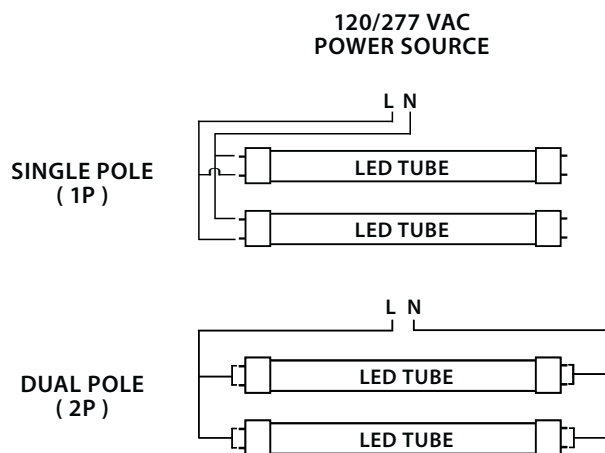 120/277 VAC
POWER SOURCE
L N
SINGLE POLE
( 1P )
LED TUBE
LED TUBE
L N
DUAL POLE
( 2P )
LED TUBE
LED TUBE